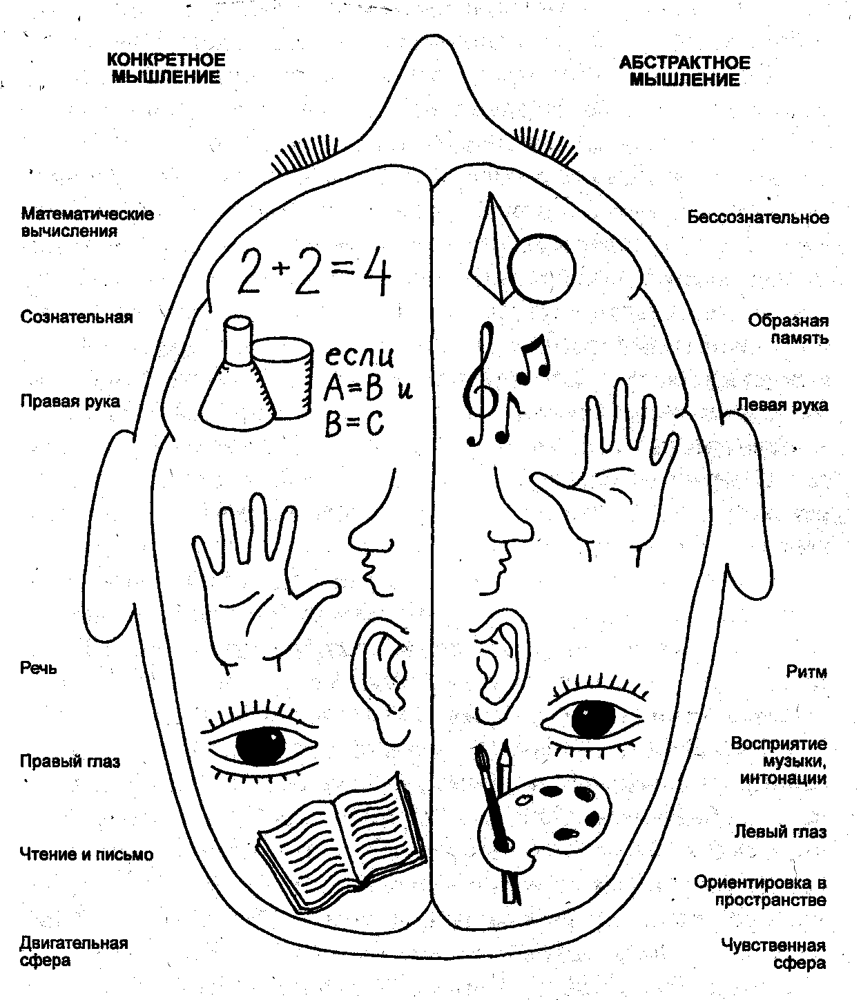 КОНКРЕТНОЕ
МЫШЛЕНИЕ
АБСТРАКТНОЕ
МЫШЛЕНИЕ
Математические
вычисления
Сознательная
Правая рука
Речь
Правый глаз
Чтение и письмо
Двигательная
сфера
2+2=4
если
A=B и
B=C
Бессознательное
Образная
память
Левая рука
Ритм
Восприятие
музыки,
интонации
Левый глаз
Ориентировка в
пространстве
Чувственная
сфера